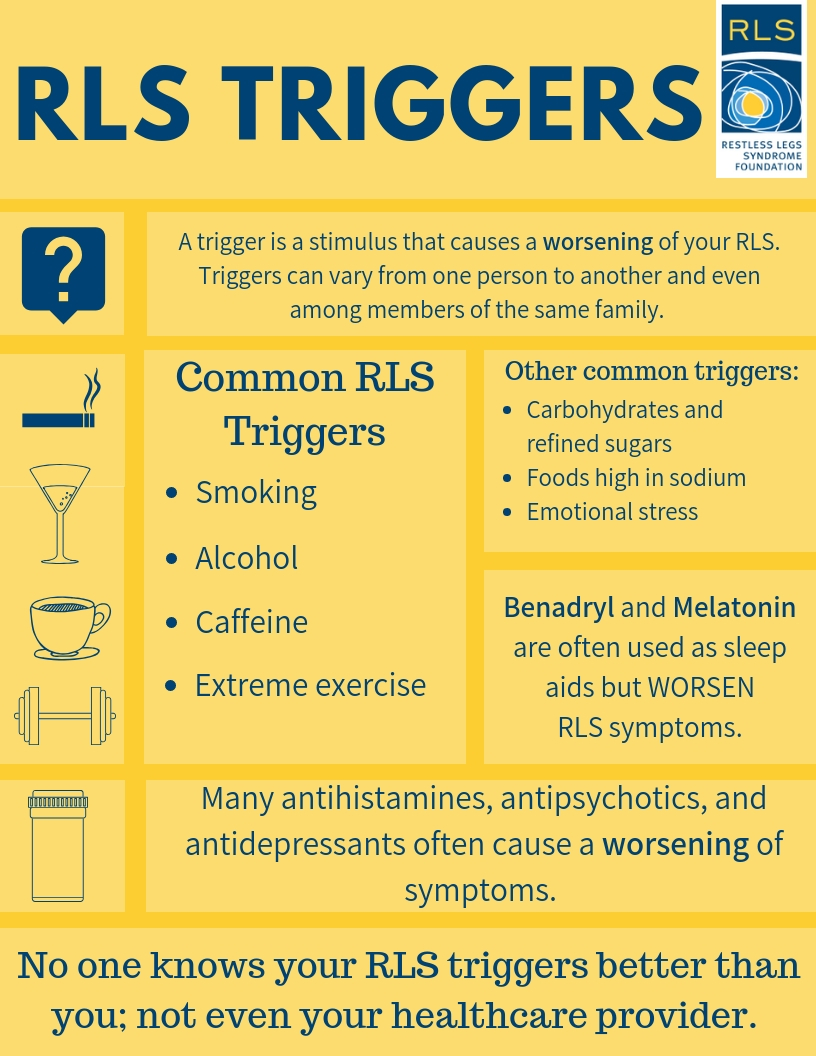 RLS TRIGGERS
RLS
RESTLESS LEGS
SYNDROME
FOUNDATION
?
A trigger is a stimulus that causes a worsening of your RLS.
Triggers can vary from one person to another and even
among members of the same family.
Common RLS
Triggers
• Smoking
• Alcohol
• Caffeine
• Extreme exercise
Other common triggers:
• Carbohydrates and
refined sugars
• Foods high in sodium
• Emotional stress
Benadryl and Melatonin
are often used as sleep
aids but WORSEN
RLS symptoms.
Many antihistamines, antipsychotics, and
antidepressants often cause a worsening of
symptoms.
No one knows your RLS triggers better than
you; not even your healthcare provider.